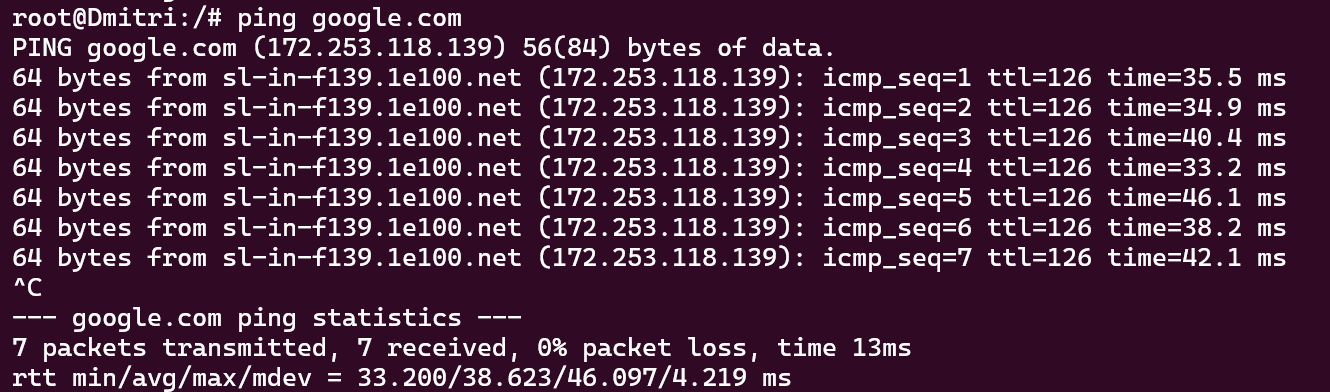 root@Dmitri:/# ping google.com
PING google.com (172.253.118.139) 56(84) bytes of data.
64 bytes from sl-in-f139.1e100.net (172.253.118.139): icmp_seq=1 ttl=126 time=35.5 ms
64 bytes from sl-in-f139.1e100.net (172.253.118.139): icmp_seq=2 ttl=126 time=34.9 ms
64 bytes from sl-in-f139.1e100.net (172.253.118.139): icmp_seq=3 ttl=126 time=40.4 ms
64 bytes from sl-in-f139.1e100.net (172.253.118.139): icmp_seq=4 ttl=126 time=33.2 ms
64 bytes from sl-in-f139.1e100.net (172.253.118.139): icmp_seq=5 ttl=126 time=46.1 ms
64 bytes from sl-in-f139.1e100.net (172.253.118.139): icmp_seq=6 ttl=126 time=38.2 ms
64 bytes from sl-in-f139.1e100.net (172.253.118.139): icmp_seq=7 ttl=126 time=42.1 ms
^C
--- google.com ping statistics ---
7 packets transmitted, 7 received, 0% packet loss, time 13ms
rtt min/avg/max/mdev = 33.200/38.623/46.097/4.219 ms